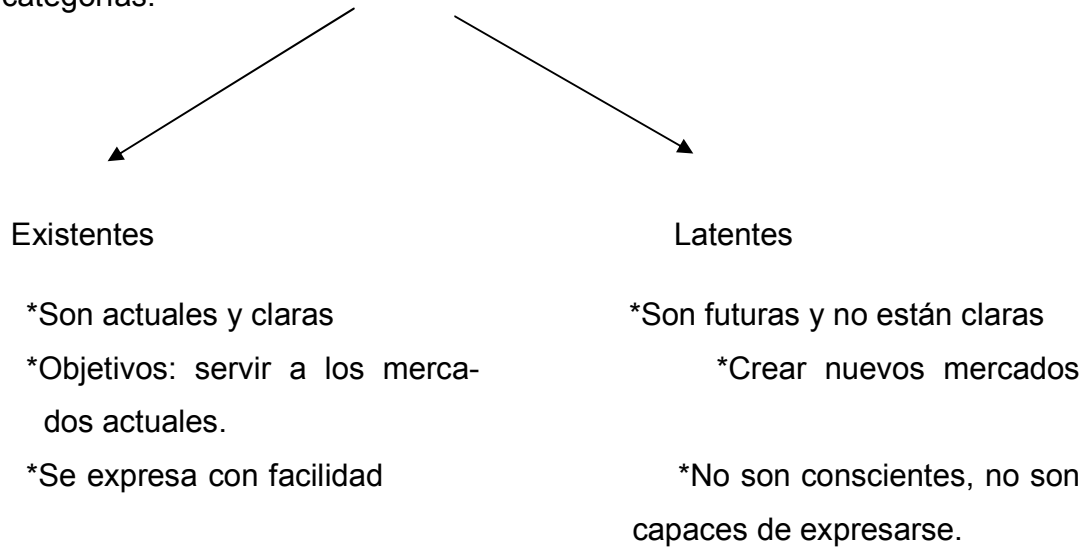 categorías.
Existentes
*Son actuales y claras
*Objetivos: servir a los merca-
dos actuales.
*Se expresa con facilidad
Latentes
*Son futuras y no están claras
*Crear nuevos mercados
*No son conscientes, no son
capaces de expresarse.